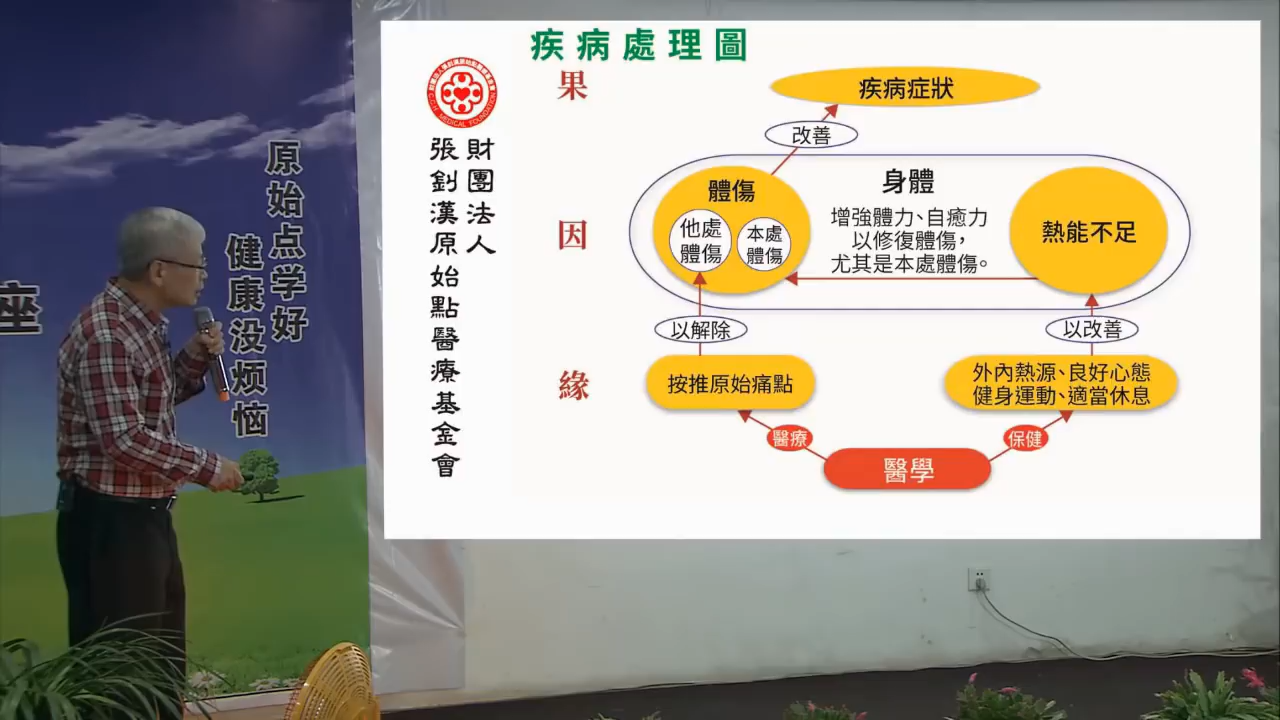 座
原始点学好
健康没烦恼
疾病處理圖
財團法人
張釗漢原始點醫療基金會
果
疾病症狀
改善
因
體傷
他處
體傷
本處
體傷
身體
增強體力、自癒力
以修復體傷，
尤其是本處體傷。
熱能不足
以解除
以改善
緣
按推原始痛點
外內熱源、良好心態
健身運動、適當休息
醫療
保健
醫學